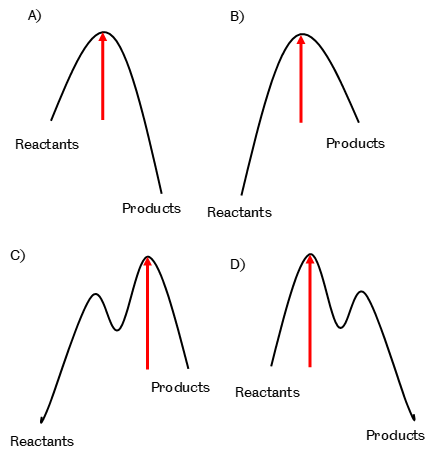 A)
B)
Reactants
Products
Products
Reactants
C)
D)
Products
Reactants
Reactants
Products